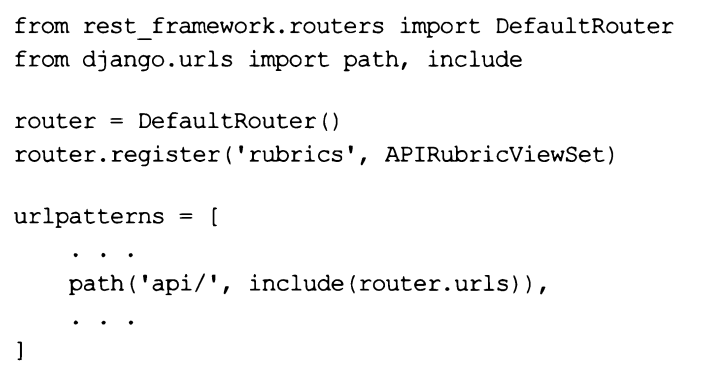 from rest_framework.routers import DefaultRouter
from django.urls import path, include

router = DefaultRouter()
router.register('rubrics', APIRubricViewSet)

urlpatterns = [
    . . .
    path('api/', include(router.urls)),
    . . .
]